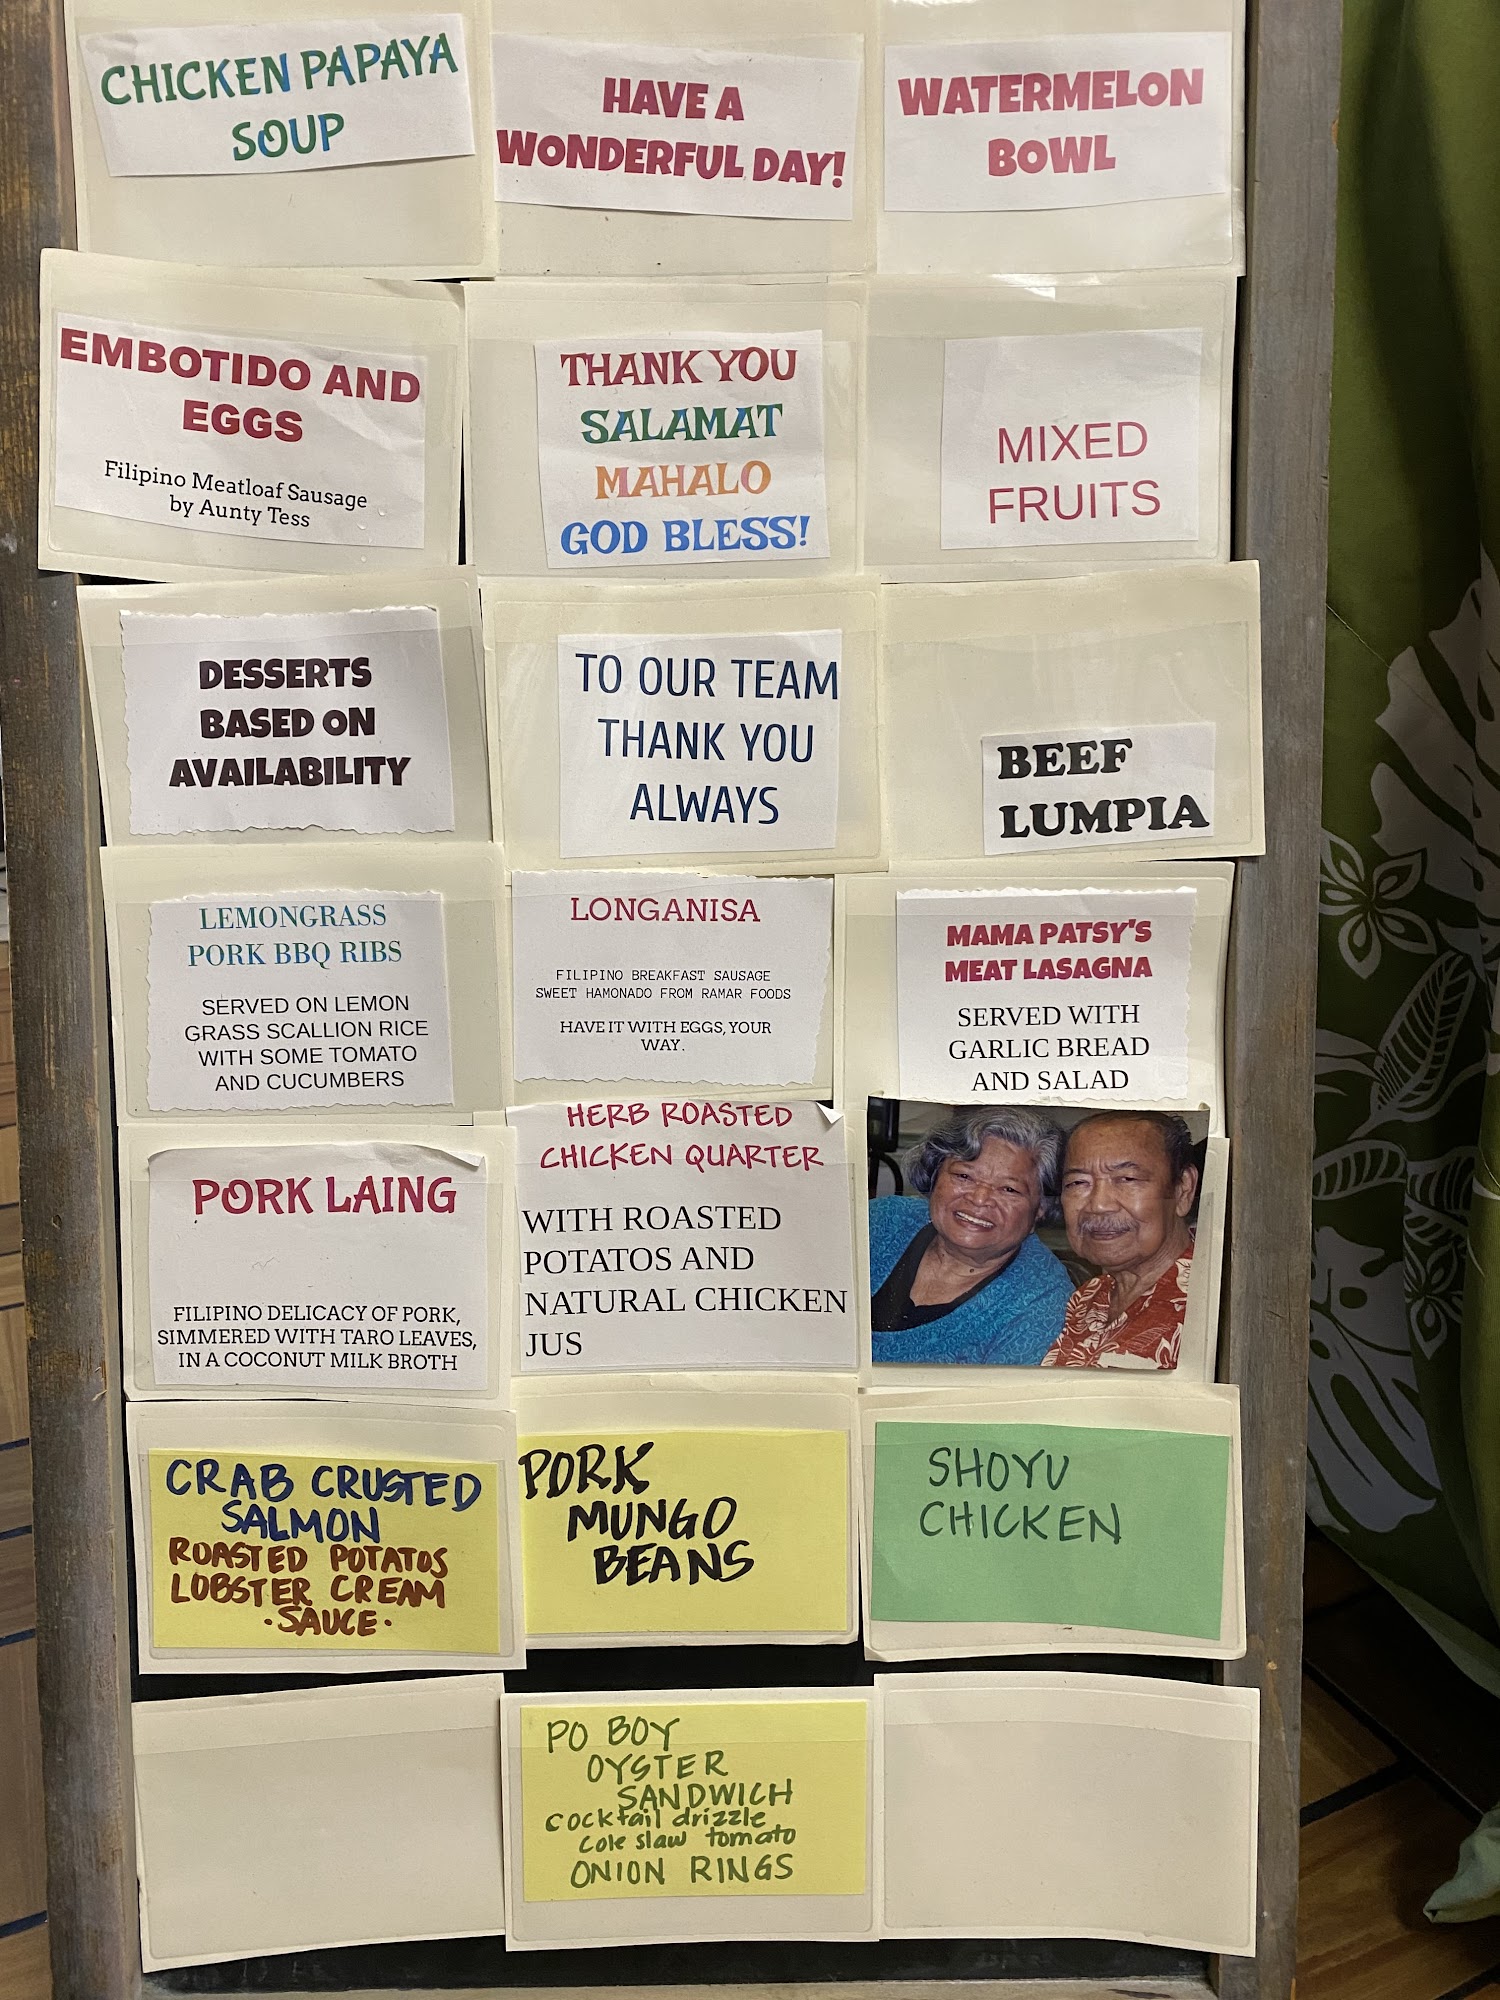 CHICKEN PAPAYA
SOUP
HAVE A
WONDERFUL DAY!
WATERMELON
BOWL
EMBOTIDO AND
EGGS
Filipino Meatloaf Sausage
by Aunty Tess
THANK YOU
SALAMAT
MAHALO
GOD BLESS!
MIXED
FRUITS
DESSERTS
BASED ON
AVAILABILITY
TO OUR TEAM
THANK YOU
ALWAYS
BEEF
LUMPIA
LEMONGRASS
PORK BBQ RIBS
SERVED ON LEMON
GRASS SCALLION RICE
WITH SOME TOMATO
AND CUCUMBERS
LONGANISA
FILIPINO BREAKFAST SAUSAGE
SWEET HAMONADO FROM RAMAR FOODS
HAVE IT WITH EGGS, YOUR
WAY.
MAMA PATSY'S
MEAT LASAGNA
SERVED WITH
GARLIC BREAD
AND SALAD
PORK LAING
FILIPINO DELICACY OF PORK,
SIMMERED WITH TARO LEAVES,
IN A COCONUT MILK BROTH
HERB ROASTED
CHICKEN QUARTER
WITH ROASTED
POTATOS AND
NATURAL CHICKEN
JUS
CRAB CRUSTED
SALMON
ROASTED POTATOS
LOBSTER CREAM
·SAUCE·
PORK
MUNGO
BEANS
SHOYU
CHICKEN
PO BOY
OYSTER
SANDWICH
cocktail drizzle
cole slaw tomato
ONION RINGS